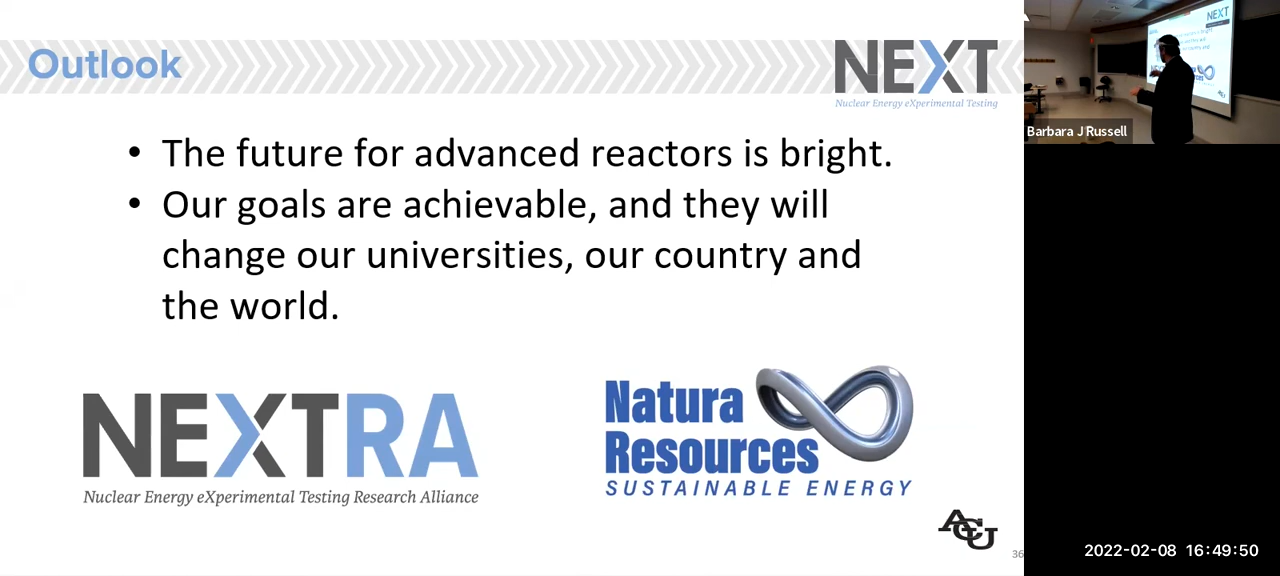 Outlook
NEXT
Nuclear Energy eXperimental Testing
• The future for advanced reactors is bright.
• Our goals are achievable, and they will
change our universities, our country and
the world.
NEXTRA
Nuclear Energy eXperimental Testing Research Alliance
Natura
Resources
SUSTAINABLE ENERGY
ACU
36
NEXT
Barbara J Russell
2022-02-08 16:49:50